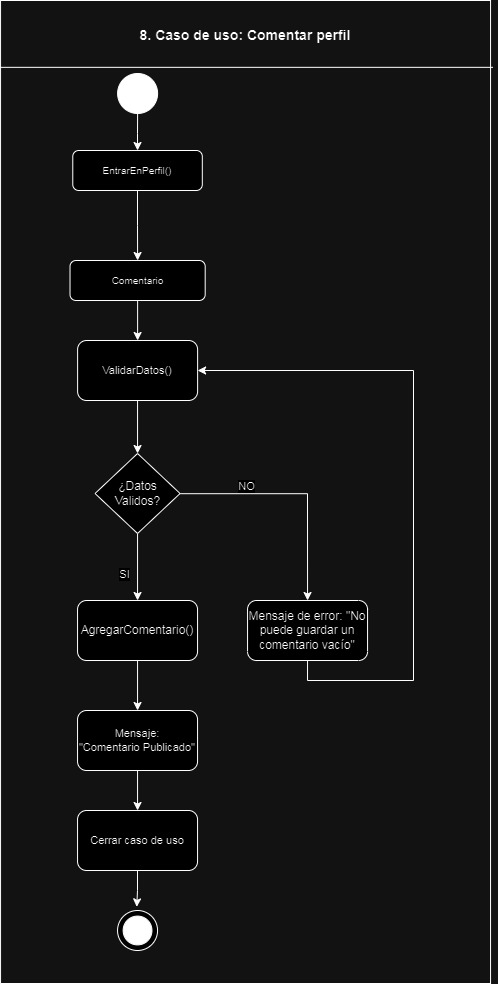 8. Caso de uso: Comentar perfil
EntrarEnPerfil()
Comentario
ValidarDatos()
¿Datos
Validos?
NO
SI
AgregarComentario()
Mensaje de error: "No
puede guardar un
comentario vacío"
Mensaje:
"Comentario Publicado"
Cerrar caso de uso